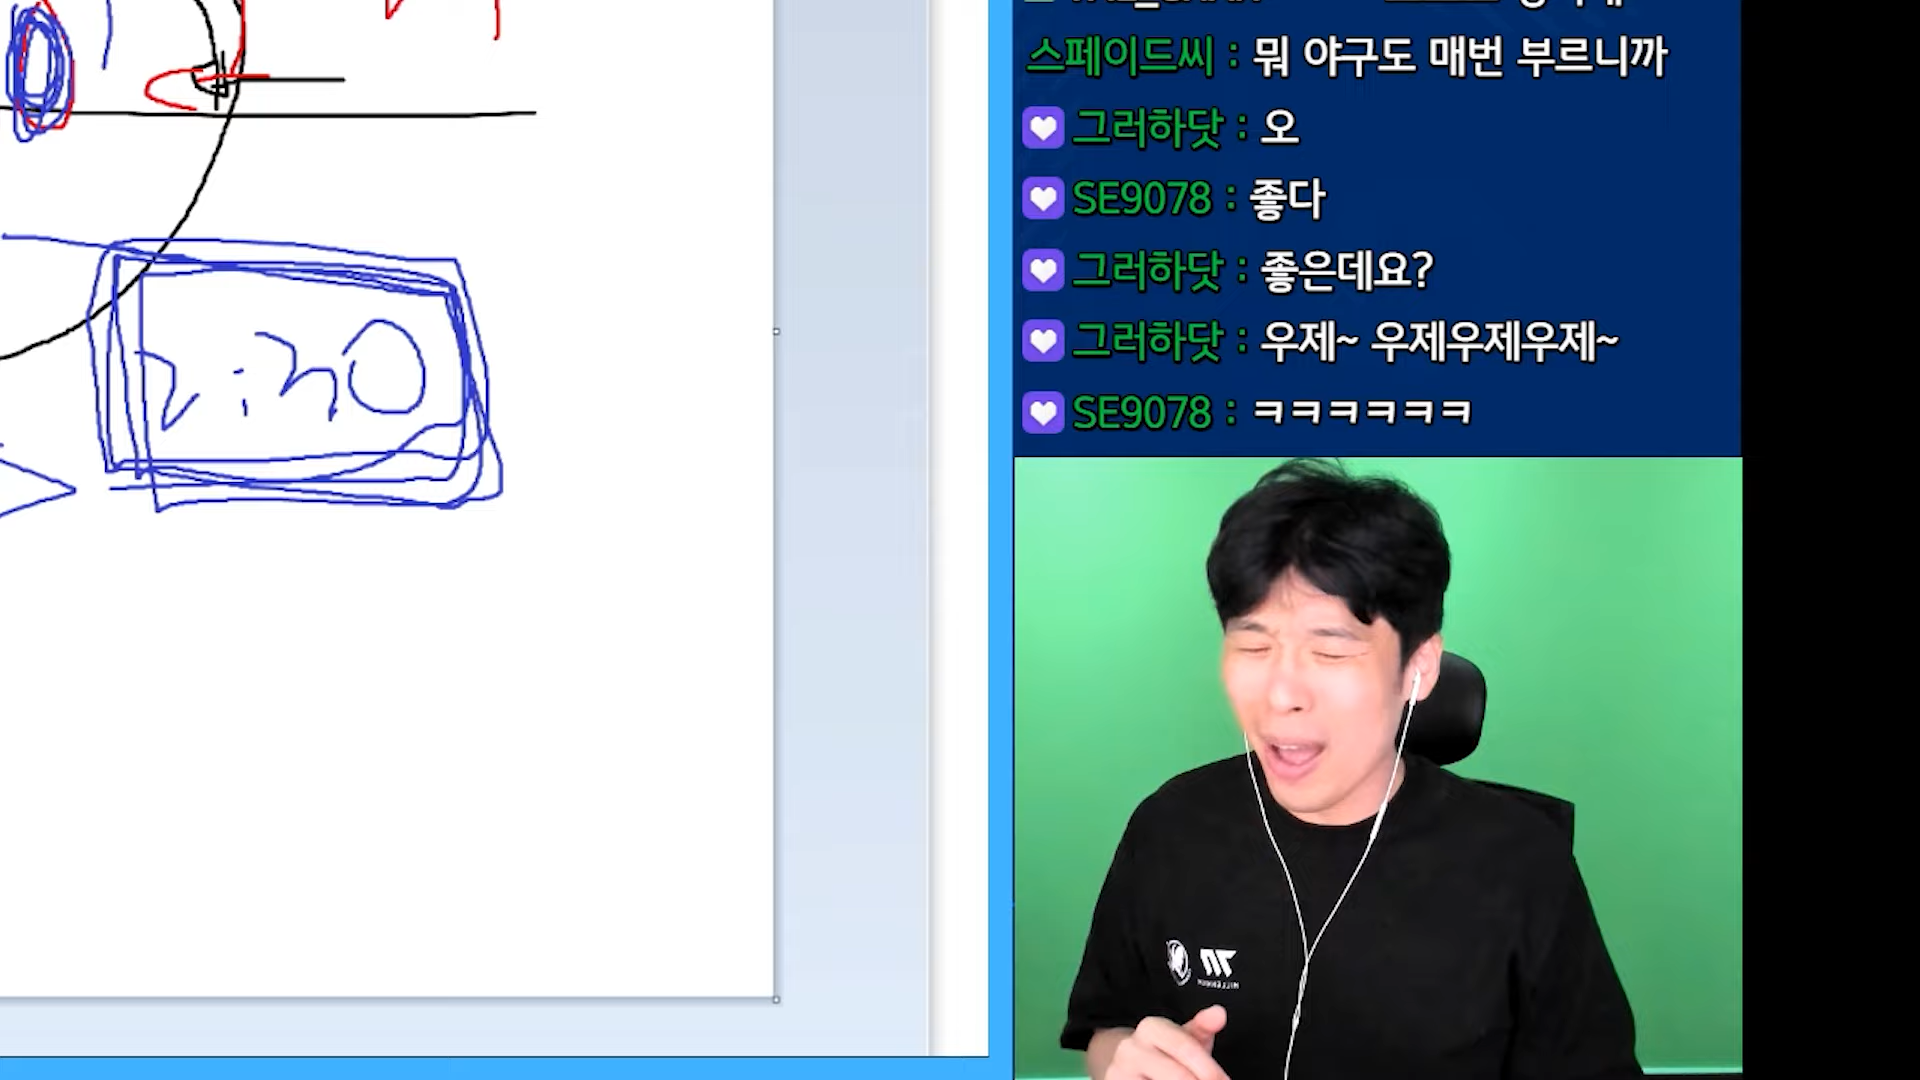 2:30
스페이드씨 : 뭐 야구도 매번 부르니까
그러하닷 : 오
SE9078 : 좋다
그러하닷 : 좋은데요?
그러하닷 : 우제~ 우제우제우제~
SE9078 : ㅋㅋㅋㅋㅋㅋ